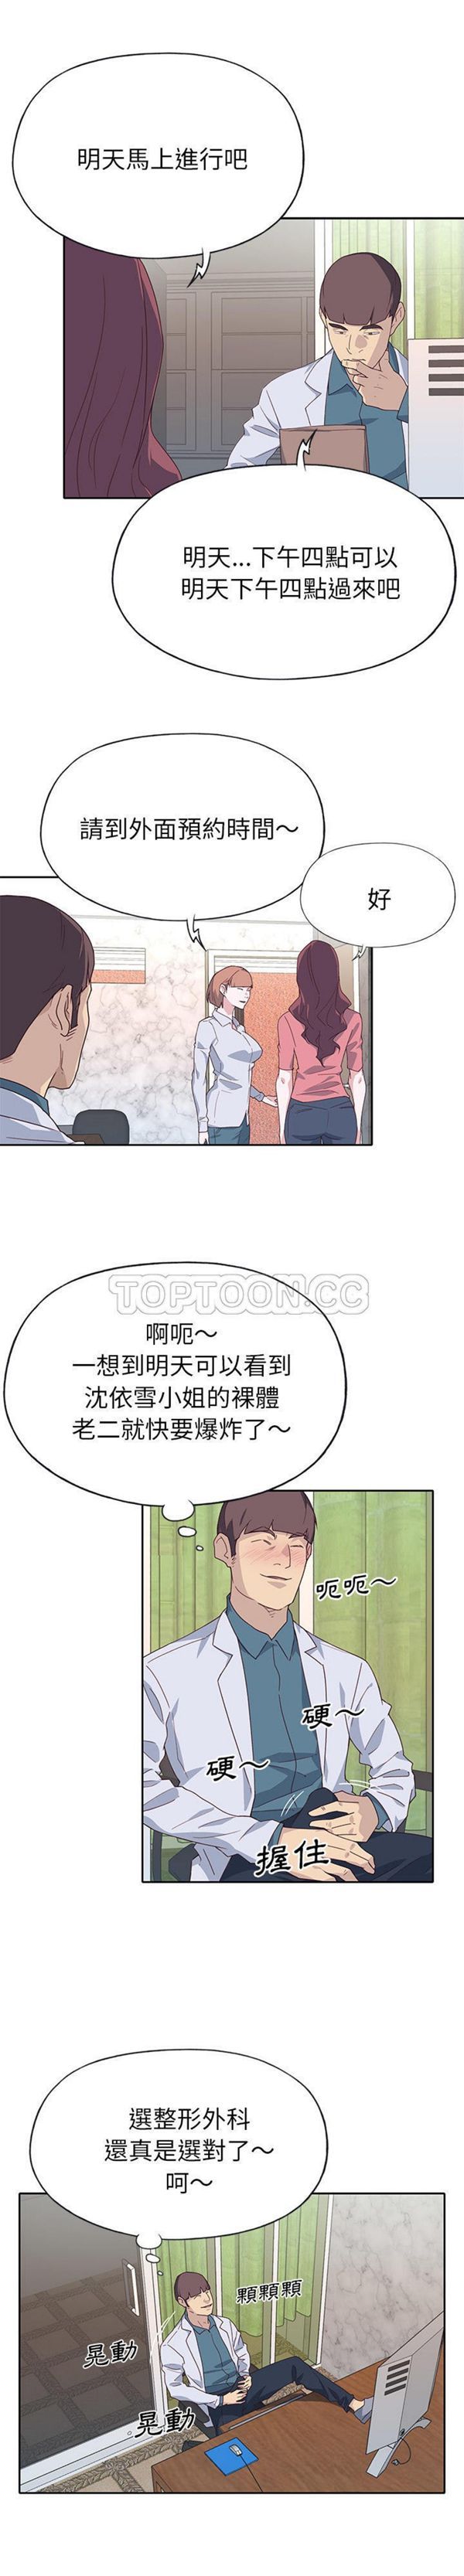 明天馬上進行吧
明天...下午四點可以
明天下午四點過來吧
請到外面預約時間～
好
TOPTOON.CC
啊呃～
一想到明天可以看到
沈依雪小姐的裸體
老二就快要爆炸了～
呃呃～
硬～
硬～
握住
選整形外科
還真是選對了～
呵～
顆顆顆
晃動
晃動